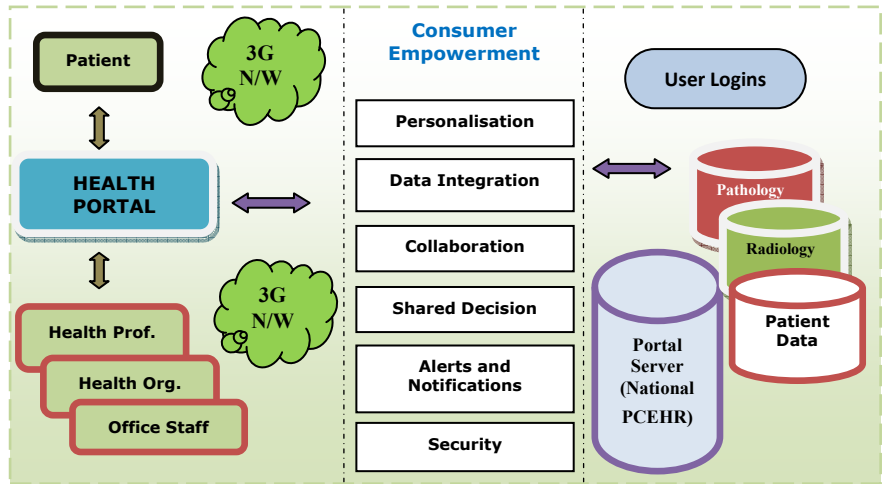 Patient
3G
N/W
HEALTH
PORTAL
3G
N/W
Health Prof.
Health Org.
Office Staff
Consumer
Empowerment
Personalisation
Data Integration
Collaboration
Shared Decision
Alerts and
Notifications
Security
User Logins
Pathology
Radiology
Patient
Data
Portal
Server
(National
PCEHR)